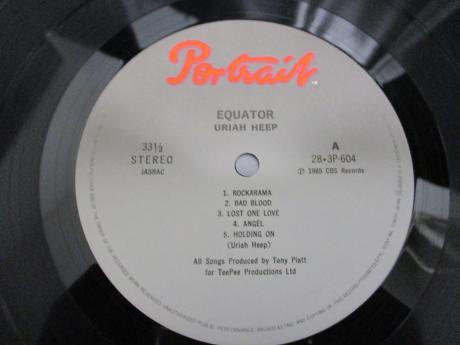 Portrait
TM
EQUATOR
URIAH HEEP
33⅓
STEREO
JASRAC
A
28・3P-604
Ⓟ 1985 CBS Records
1. ROCKARAMA
2. BAD BLOOD
3. LOST ONE LOVE
4. ANGEL
5. HOLDING ON
(Uriah Heep)
All Songs Produced by Tony Platt
for TeePee Productions Ltd